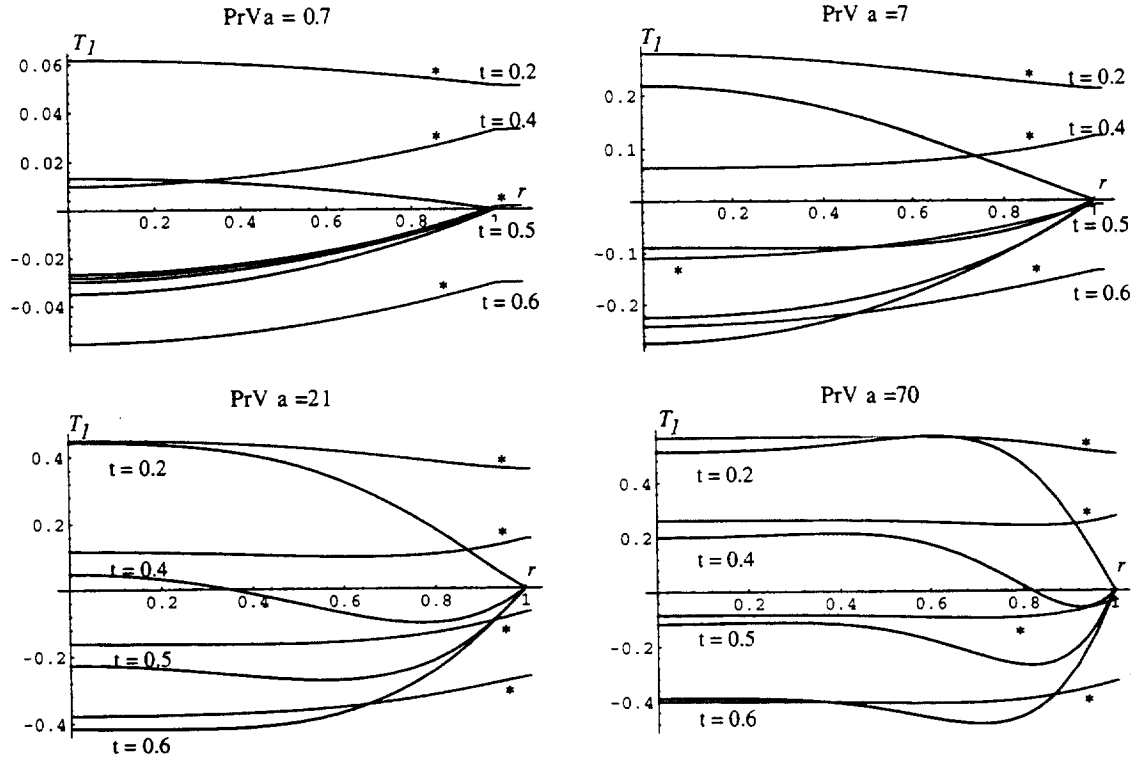 PrVa = 0.7
T1
0.06
0.04
0.02
-0.02
-0.04
0.2
0.4
0.6
0.8
1
r
*
t = 0.2
*
t = 0.4
*
t = 0.5
*
t = 0.6
PrV a =7
T1
0.2
0.1
-0.1
-0.2
0.2
0.4
0.6
0.8
1
r
*
t = 0.2
*
t = 0.4
t = 0.5
*
*
t = 0.6
PrV a =21
T1
0.4
0.2
-0.2
-0.4
0.2
0.4
0.6
0.8
1
r
*
t = 0.2
*
t = 0.4
*
t = 0.5
*
t = 0.6
PrV a =70
T1
0.4
0.2
-0.2
-0.4
0.2
0.4
0.6
0.8
1
r
*
t = 0.2
*
t = 0.4
*
t = 0.5
*
t = 0.6